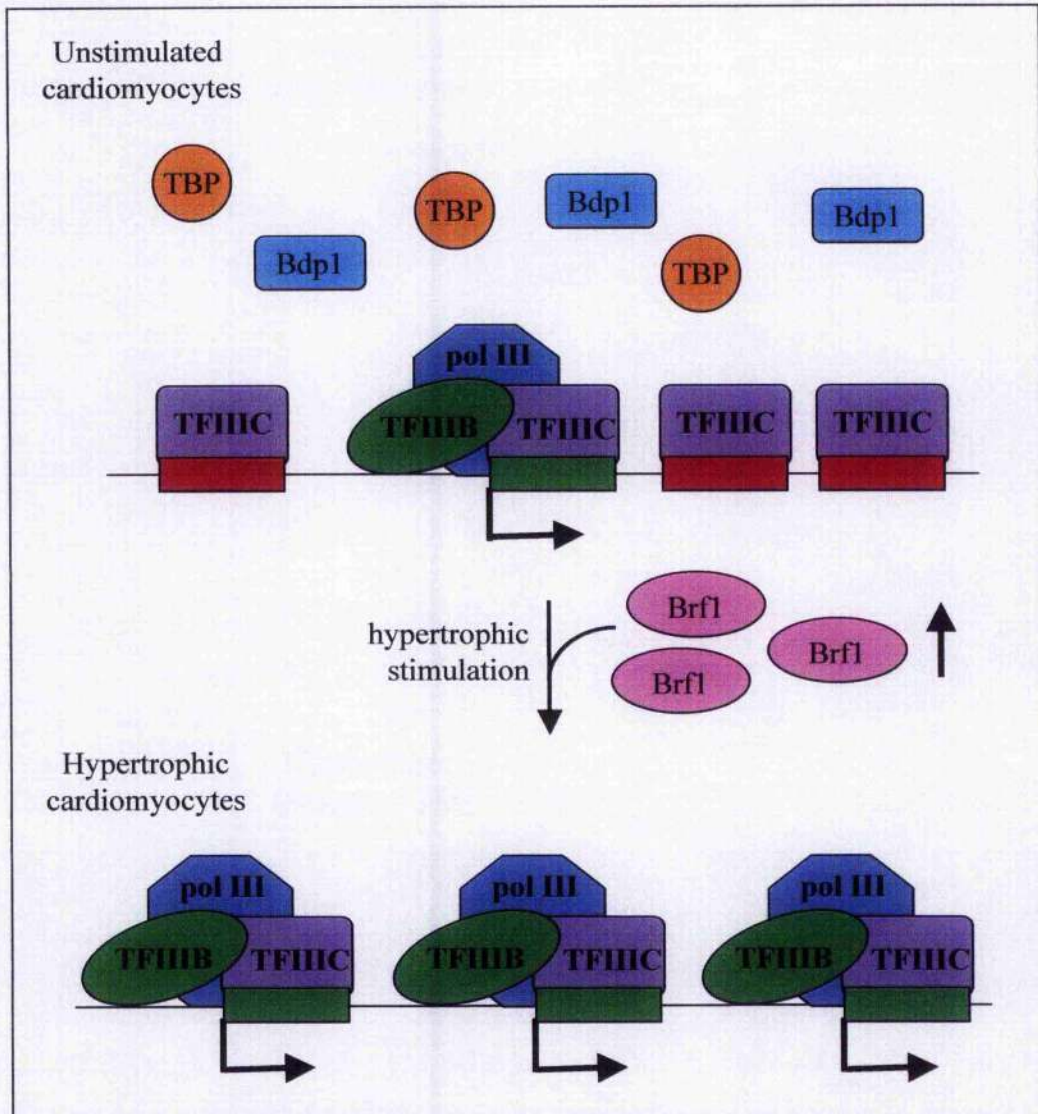 Unstimulated
cardiomyocytes
TBP
TBP
Bdp1
Bdp1
Bdp1
TBP
pol III
TFIIIC
TFIIIB
TFIIIC
TFIIIC
TFIIIC
hypertrophic
stimulation
Brf1
Brf1
Brf1
Hypertrophic
cardiomyocytes
pol III
pol III
pol III
TFIIIB
TFIIIC
TFIIIB
TFIIIC
TFIIIB
TFIIIC